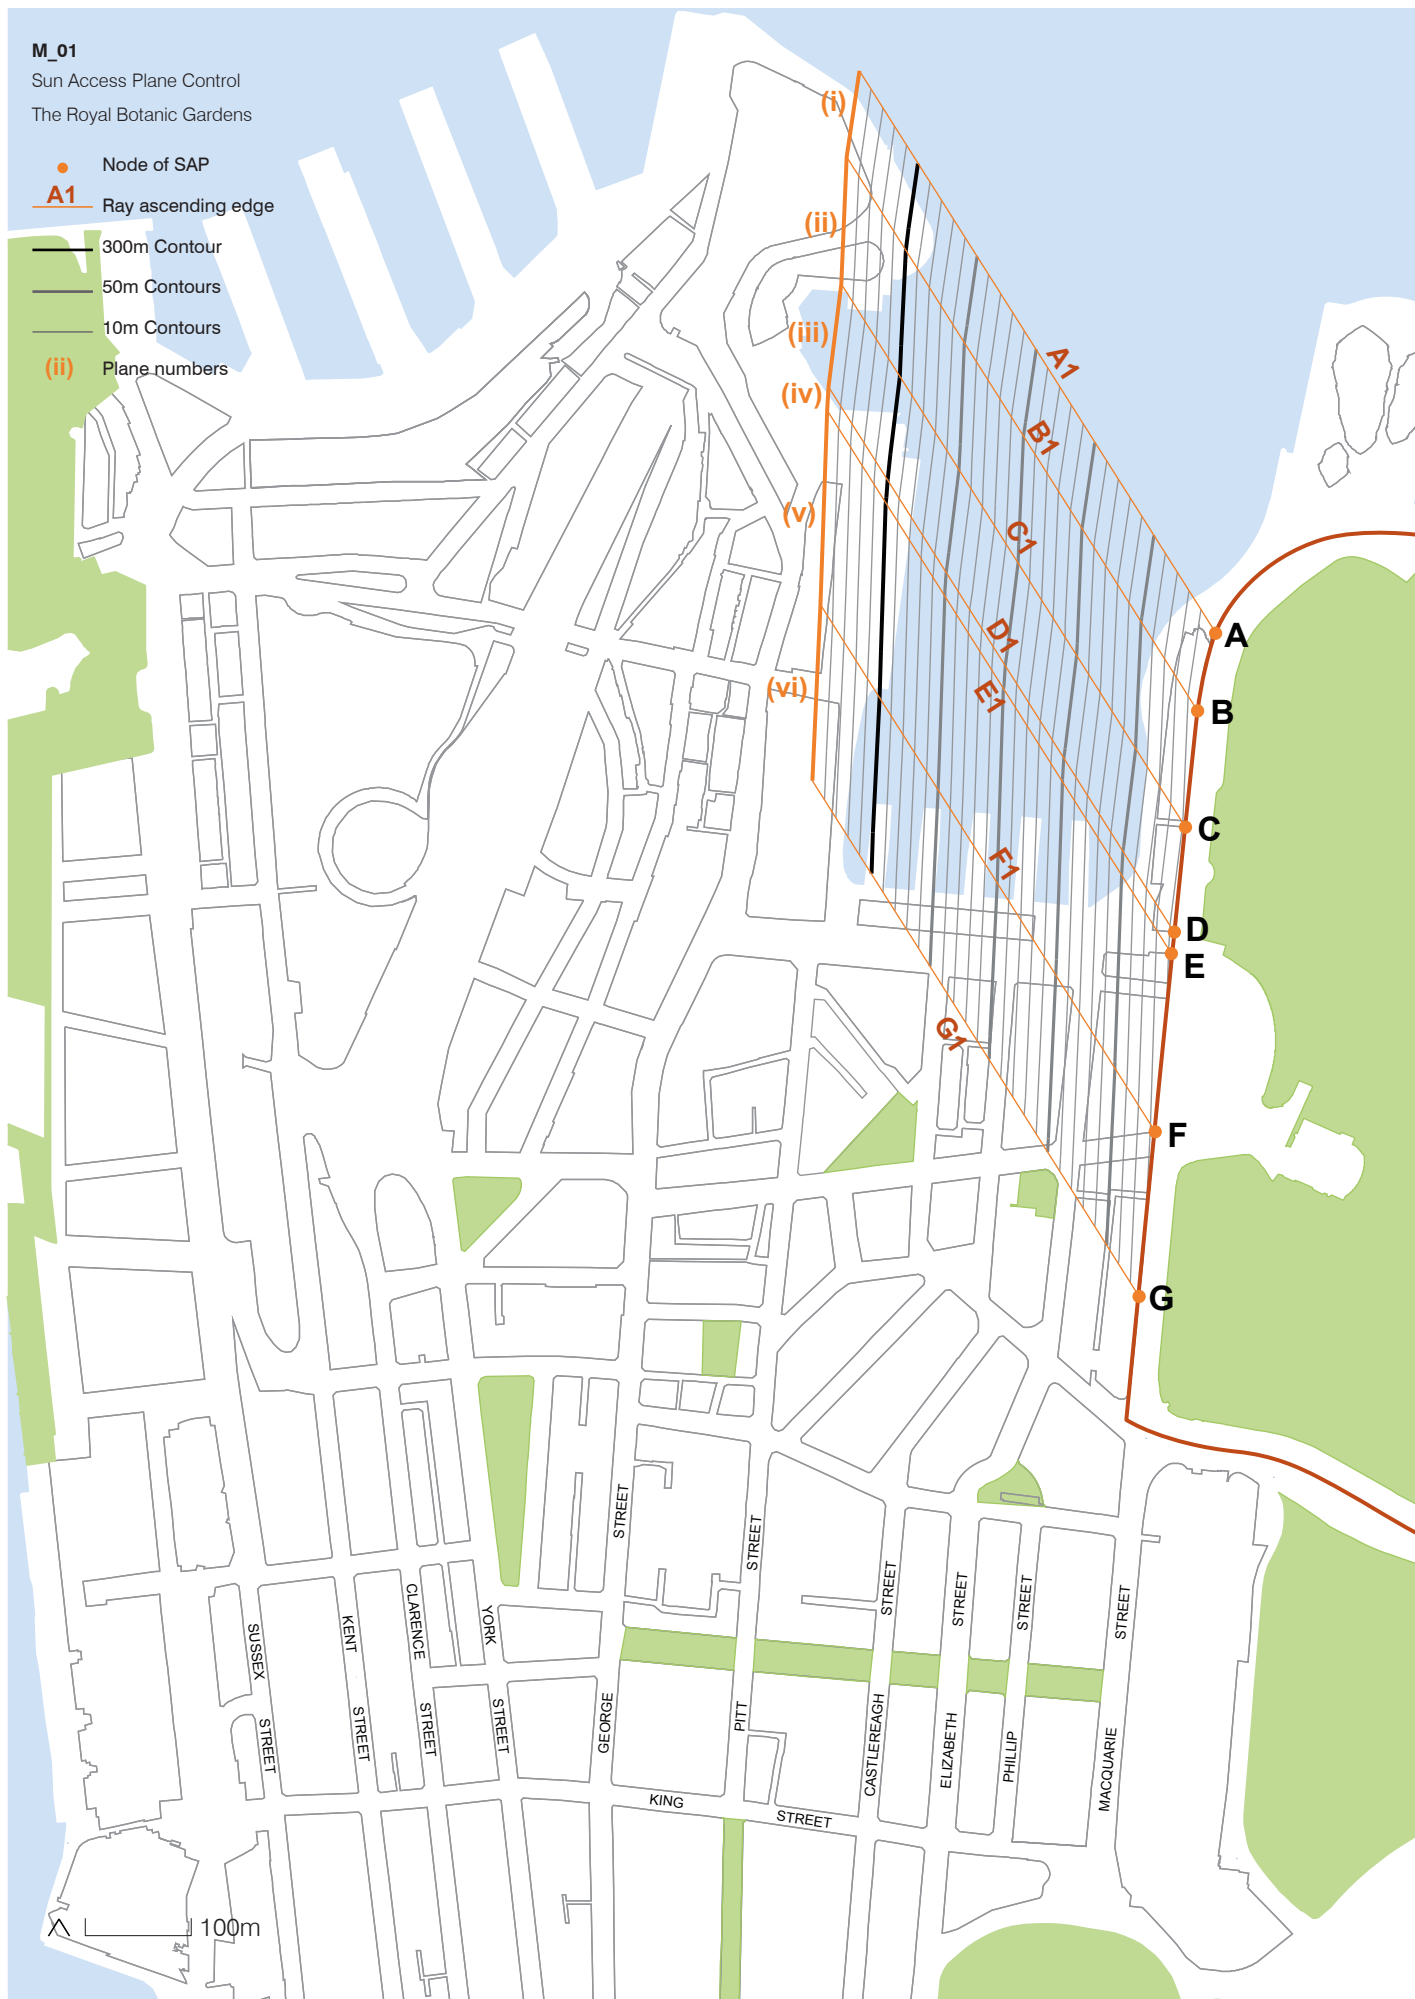 M_01
Sun Access Plane Control
The Royal Botanic Gardens
Node of SAP
A1
Ray ascending edge
300m Contour
50m Contours
10m Contours
(ii)
Plane numbers
(i)
(ii)
(iii)
(iv)
(v)
(vi)
A1
B1
C1
D1
E1
F1
G1
A
B
C
D
E
F
G
STREET
STREET
STREET
STREET
STREET
STREET
SUSSEX
KENT
CLARENCE
YORK
STREET
STREET
STREET
STREET
GEORGE
PITT
CASTLEREAGH
ELIZABETH
PHILLIP
MACQUARIE
KING
STREET
100m